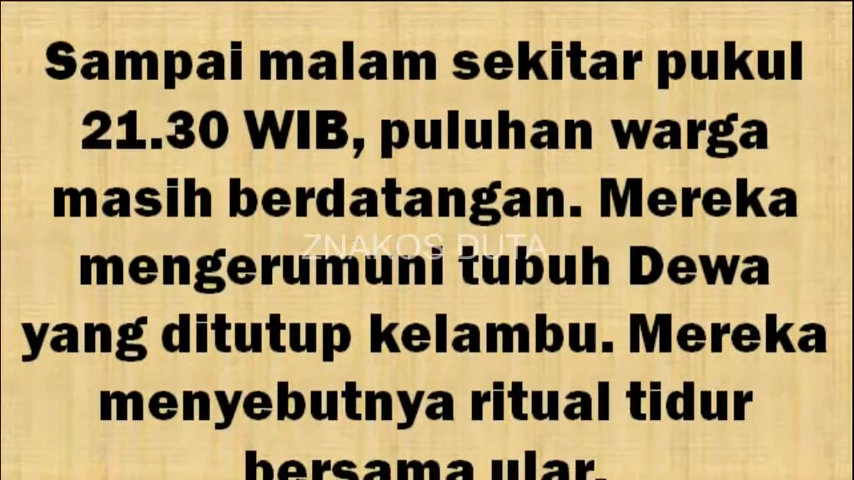 Sampai malam sekitar pukul
21.30 WIB, puluhan warga
masih berdatangan. Mereka
ZNAKOS DUTA
mengerumuni tubuh Dewa
yang ditutup kelambu. Mereka
menyebutnya ritual tidur
bersama ular.